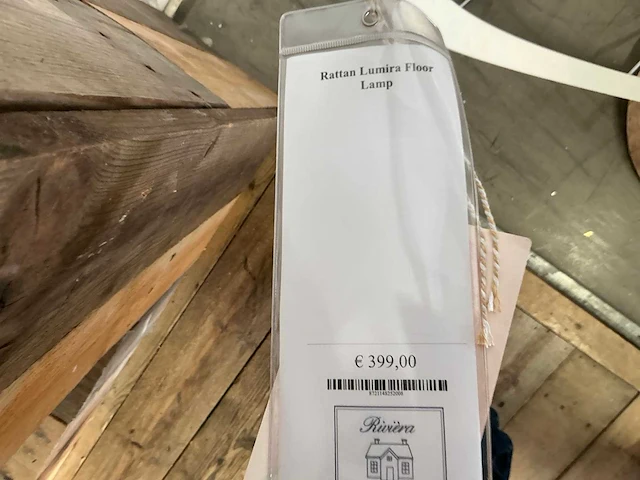 Rattan Lumira Floor
Lamp
€ 399,00
Rivièra